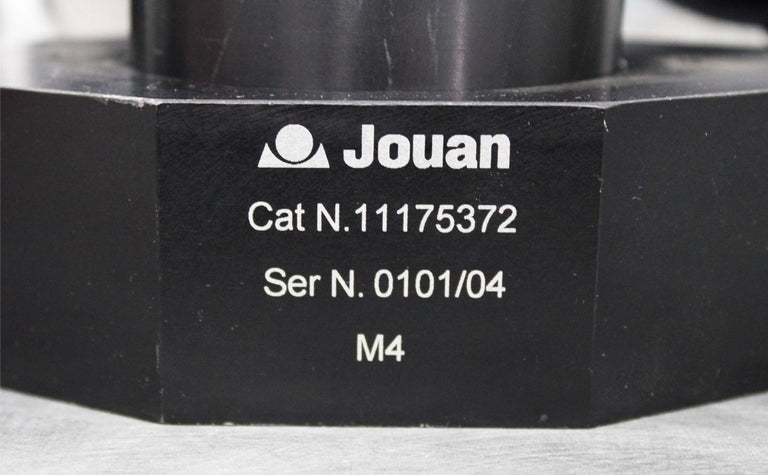 Jouan
Cat N.11175372
Ser N. 0101/04
M4